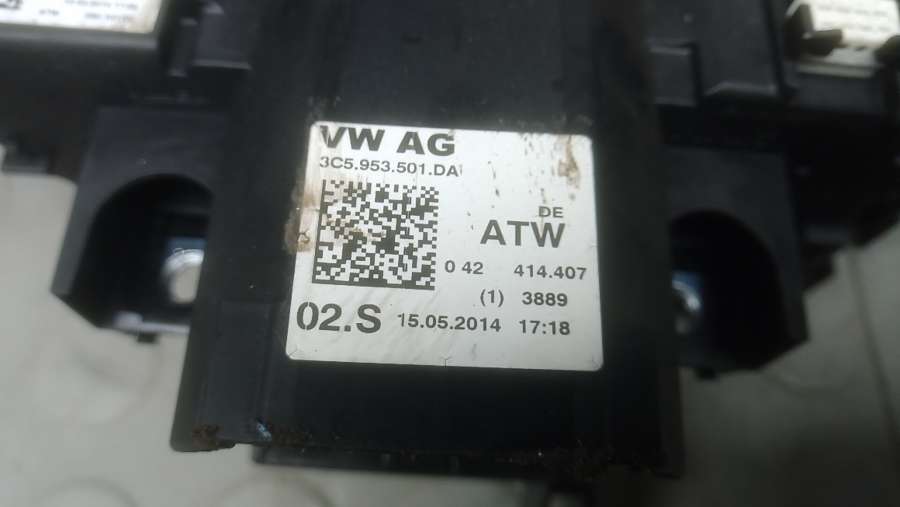 VW AG
3C5.953.501.DA
DE
ATW
0 42 414.407
(1) 3889
02.S 15.05.2014 17:18